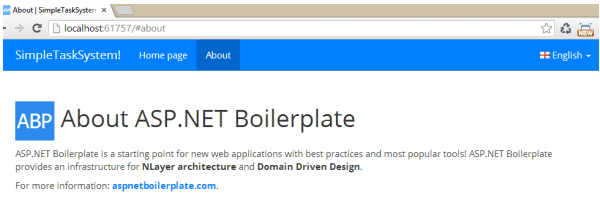 ABP About | SimpleTaskSystem ×
localhost:61757/#about
NEW
SimpleTaskSystem! Home page About English
ABP About ASP.NET Boilerplate
ASP.NET Boilerplate is a starting point for new web applications with best practices and most popular tools! ASP.NET Boilerplate
provides an infrastructure for NLayer architecture and Domain Driven Design.
For more information: aspnetboilerplate.com.